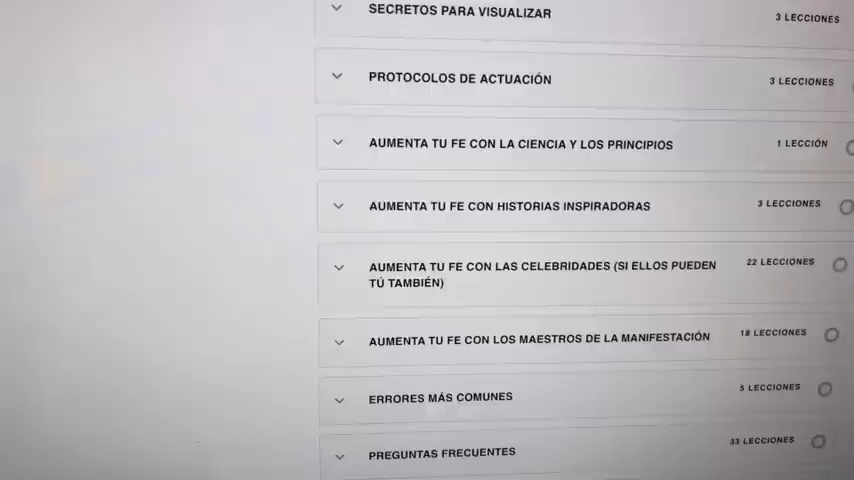 SECRETOS PARA VISUALIZAR 3 LECCIONES
PROTOCOLOS DE ACTUACIÓN 3 LECCIONES
AUMENTA TU FE CON LA CIENCIA Y LOS PRINCIPIOS 1 LECCIÓN
AUMENTA TU FE CON HISTORIAS INSPIRADORAS 3 LECCIONES
AUMENTA TU FE CON LAS CELEBRIDADES (SI ELLOS PUEDEN 22 LECCIONES
TÚ TAMBIÉN)
AUMENTA TU FE CON LOS MAESTROS DE LA MANIFESTACIÓN 18 LECCIONES
ERRORES MÁS COMUNES 5 LECCIONES
PREGUNTAS FRECUENTES 33 LECCIONES